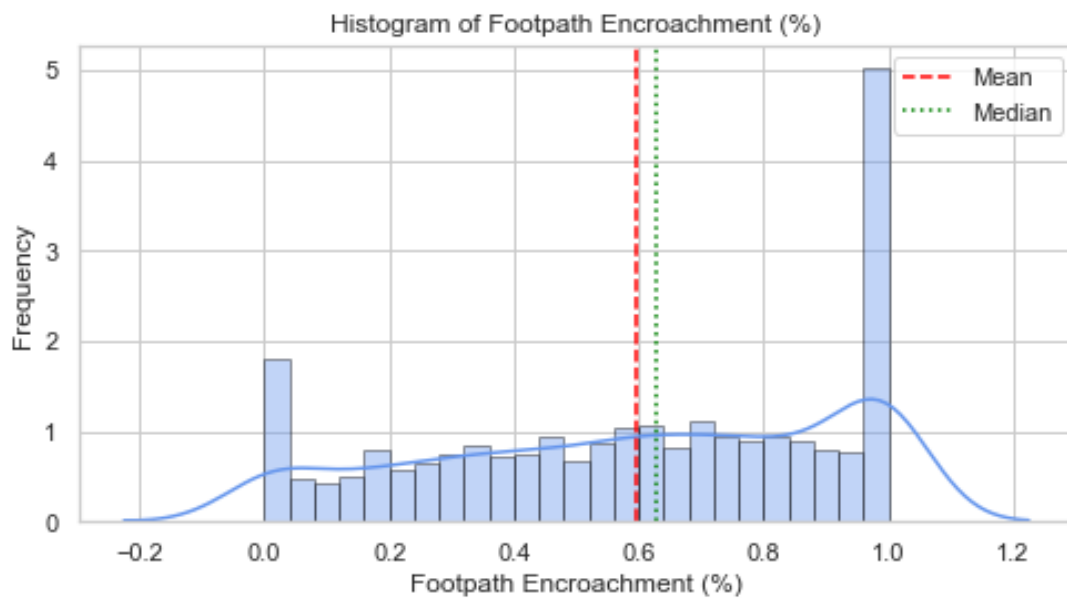 Histogram of Footpath Encroachment (%)
Mean
Median
Frequency
5
4
3
2
1
0
−0.2
0.0
0.2
0.4
0.6
0.8
1.0
1.2
Footpath Encroachment (%)